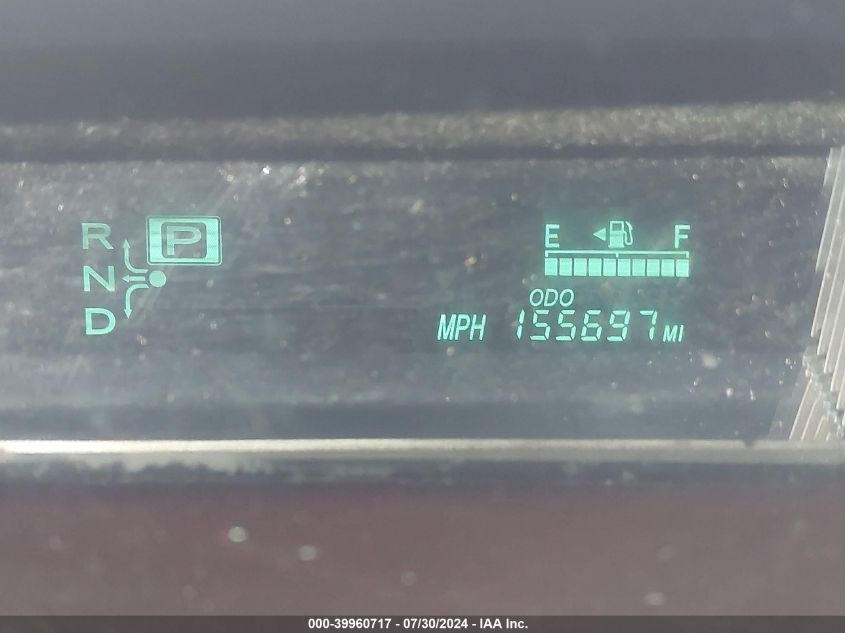 R P
N
D
E F
ODO
MPH 155697 MI
000-39960717 - 07/30/2024 - IAA Inc.